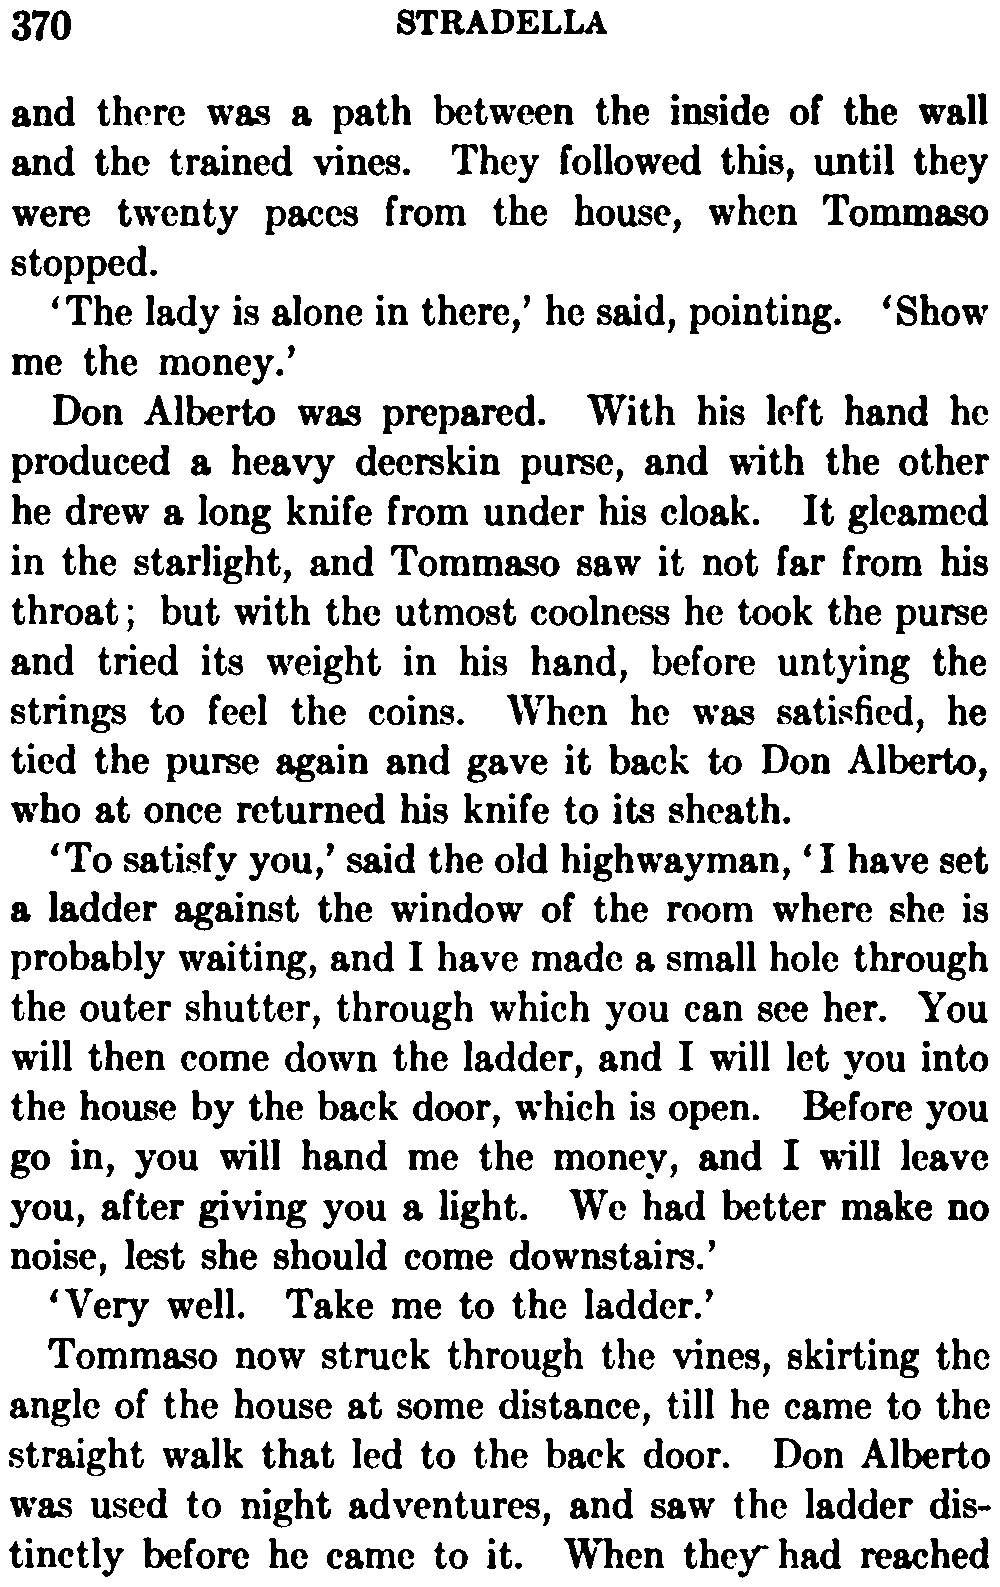 370 STRADELLA
and there was a path between the inside of the wall
and the trained vines. They followed this, until they
were twenty paces from the house, when Tommaso
stopped.
‘The lady is alone in there,’ he said, pointing. ‘Show
me the money.’
Don Alberto was prepared. With his left hand he
produced a heavy deerskin purse, and with the other
he drew a long knife from under his cloak. It gleamed
in the starlight, and Tommaso saw it not far from his
throat; but with the utmost coolness he took the purse
and tried its weight in his hand, before untying the
strings to feel the coins. When he was satisfied, he
tied the purse again and gave it back to Don Alberto,
who at once returned his knife to its sheath.
‘To satisfy you,’ said the old highwayman, ‘I have set
a ladder against the window of the room where she is
probably waiting, and I have made a small hole through
the outer shutter, through which you can see her. You
will then come down the ladder, and I will let you into
the house by the back door, which is open. Before you
go in, you will hand me the money, and I will leave
you, after giving you a light. We had better make no
noise, lest she should come downstairs.’
‘Very well. Take me to the ladder.’
Tommaso now struck through the vines, skirting the
angle of the house at some distance, till he came to the
straight walk that led to the back door. Don Alberto
was used to night adventures, and saw the ladder dis-
tinctly before he came to it. When they had reached